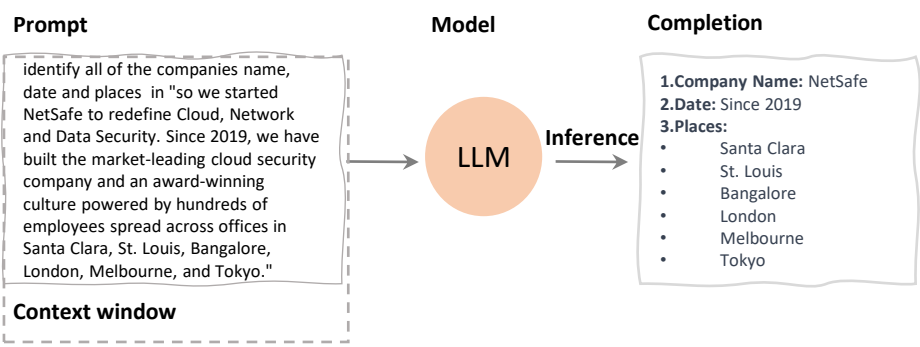 Prompt
identify all of the companies name,
date and places in "so we started
NetSafe to redefine Cloud, Network
and Data Security. Since 2019, we have
built the market-leading cloud security
company and an award-winning
culture powered by hundreds of
employees spread across offices in
Santa Clara, St. Louis, Bangalore,
London, Melbourne, and Tokyo."
Context window
Model
LLM
Inference
Completion
1.Company Name: NetSafe
2.Date: Since 2019
3.Places:
• Santa Clara
• St. Louis
• Bangalore
• London
• Melbourne
• Tokyo